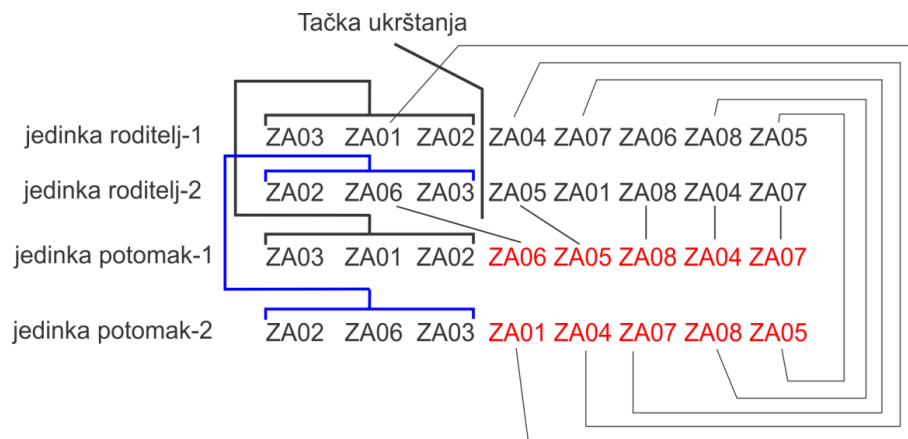 Tačka ukrštanja
jedinka roditelj-1 ZA03 ZA01 ZA02 ZA04 ZA07 ZA06 ZA08 ZA05
jedinka roditelj-2 ZA02 ZA06 ZA03 ZA05 ZA01 ZA08 ZA04 ZA07
jedinka potomak-1 ZA03 ZA01 ZA02 ZA06 ZA05 ZA08 ZA04 ZA07
jedinka potomak-2 ZA02 ZA06 ZA03 ZA01 ZA04 ZA07 ZA08 ZA05